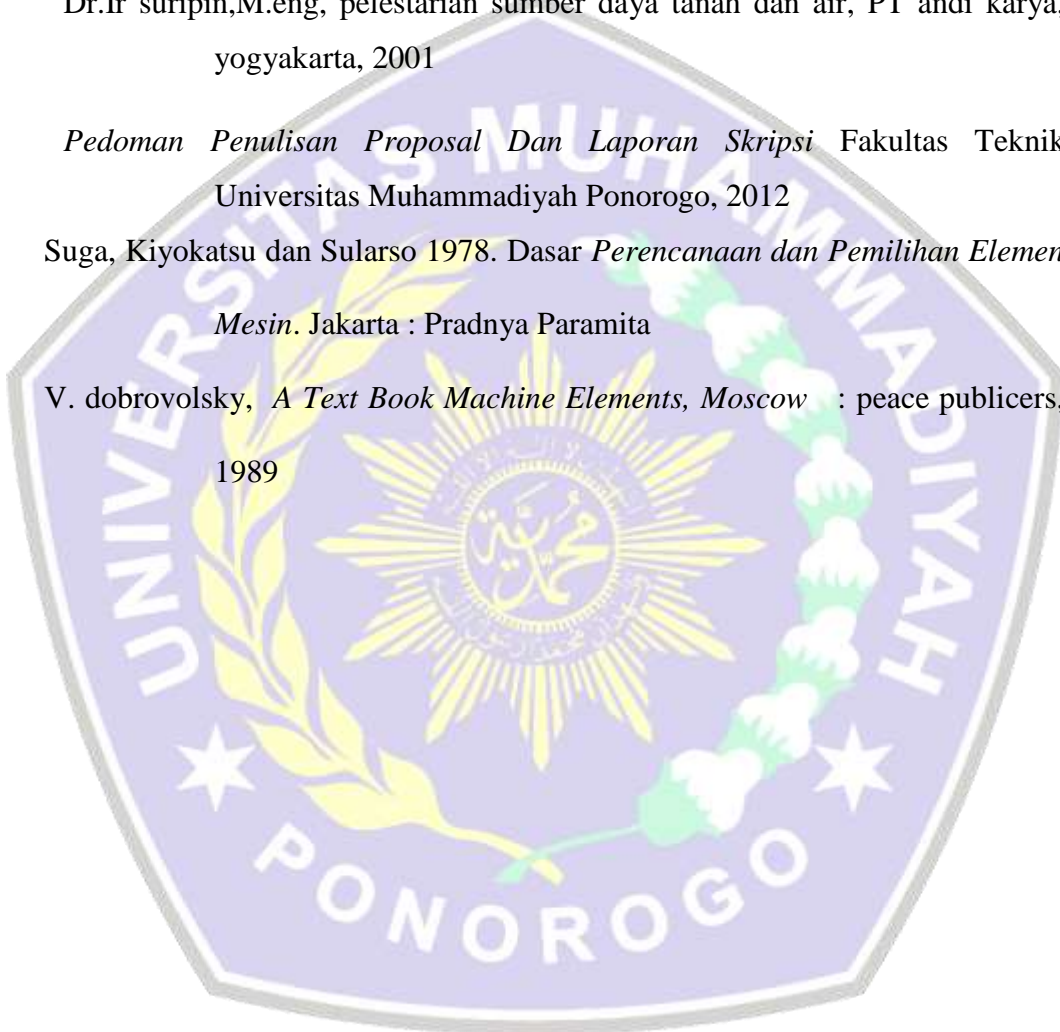 Dr.Ir suripin,M.eng, pelestarian sumber daya tanah dan air, PT andi karya,
yogyakarta, 2001
Pedoman Penulisan Proposal Dan Laporan Skripsi Fakultas Teknik
Universitas Muhammadiyah Ponorogo, 2012
Suga, Kiyokatsu dan Sularso 1978. Dasar Perencanaan dan Pemilihan Elemen
Mesin. Jakarta : Pradnya Paramita
V. dobrovolsky, A Text Book Machine Elements, Moscow : peace publicers,
1989
UNIVERSITAS MUHAMMADIYAH
PONOROGO
محمدية